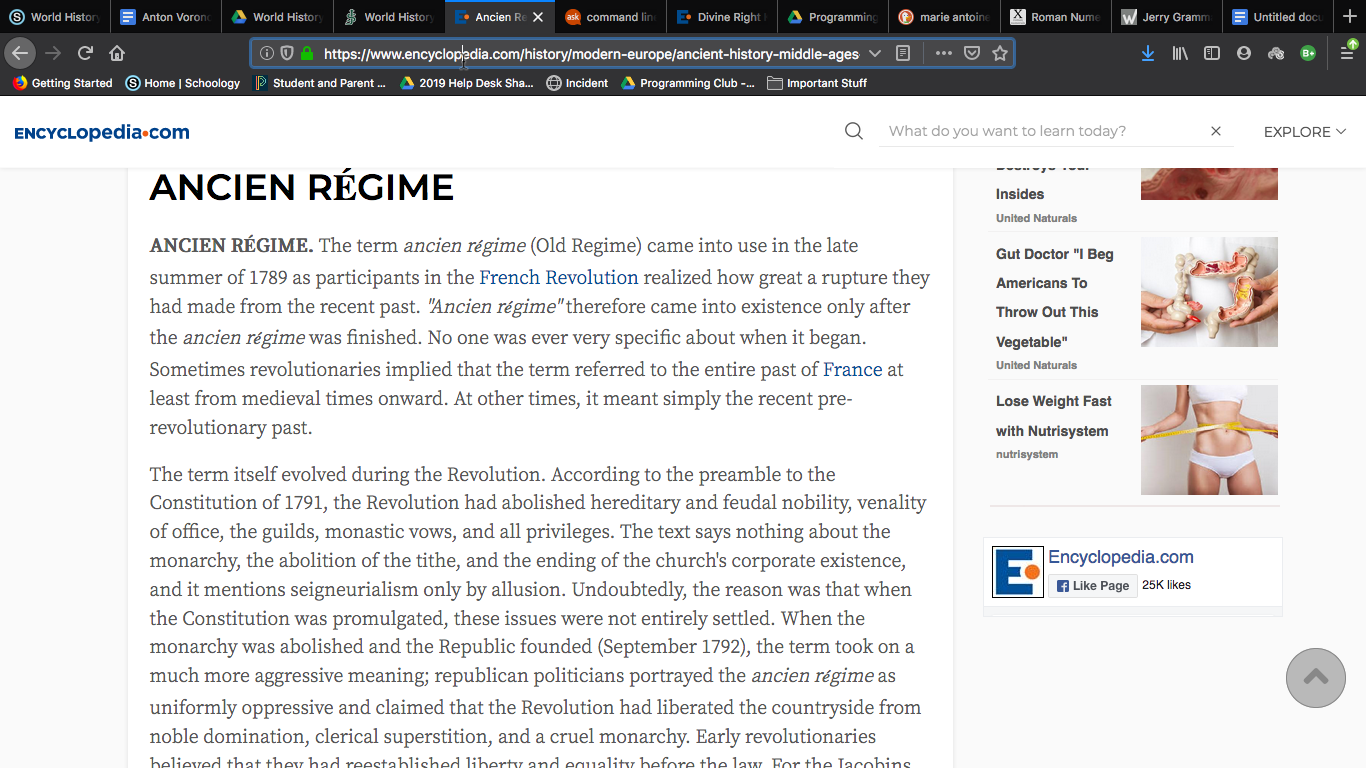 World History
Anton Voron
World History
World History
Ancien Re
command line
Divine Right
Programming
marie antoine
Roman Nume
Jerry Gramm
Untitled docu
https://www.encyclopedia.com/history/modern-europe/ancient-history-middle-ages
Getting Started
Home | Schoology
Student and Parent ...
2019 Help Desk Sha...
Incident
Programming Club -...
Important Stuff
ENCYCLopedia.com
What do you want to learn today?
EXPLORE
ANCIEN RÉGIME
ANCIEN RÉGIME. The term ancien régime (Old Regime) came into use in the late
summer of 1789 as participants in the French Revolution realized how great a rupture they
had made from the recent past. "Ancien régime" therefore came into existence only after
the ancien régime was finished. No one was ever very specific about when it began.
Sometimes revolutionaries implied that the term referred to the entire past of France at
least from medieval times onward. At other times, it meant simply the recent pre-
revolutionary past.
The term itself evolved during the Revolution. According to the preamble to the
Constitution of 1791, the Revolution had abolished hereditary and feudal nobility, venality
of office, the guilds, monastic vows, and all privileges. The text says nothing about the
monarchy, the abolition of the tithe, and the ending of the church's corporate existence,
and it mentions seigneurialism only by allusion. Undoubtedly, the reason was that when
the Constitution was promulgated, these issues were not entirely settled. When the
monarchy was abolished and the Republic founded (September 1792), the term took on a
much more aggressive meaning; republican politicians portrayed the ancien régime as
uniformly oppressive and claimed that the Revolution had liberated the countryside from
noble domination, clerical superstition, and a cruel monarchy. Early revolutionaries
believed that they had reestablished liberty and equality before the law. For the Jacobins
Destroys Your
Insides
United Naturals
Gut Doctor "I Beg
Americans To
Throw Out This
Vegetable"
United Naturals
Lose Weight Fast
with Nutrisystem
nutrisystem
Encyclopedia.com
Like Page
25K likes